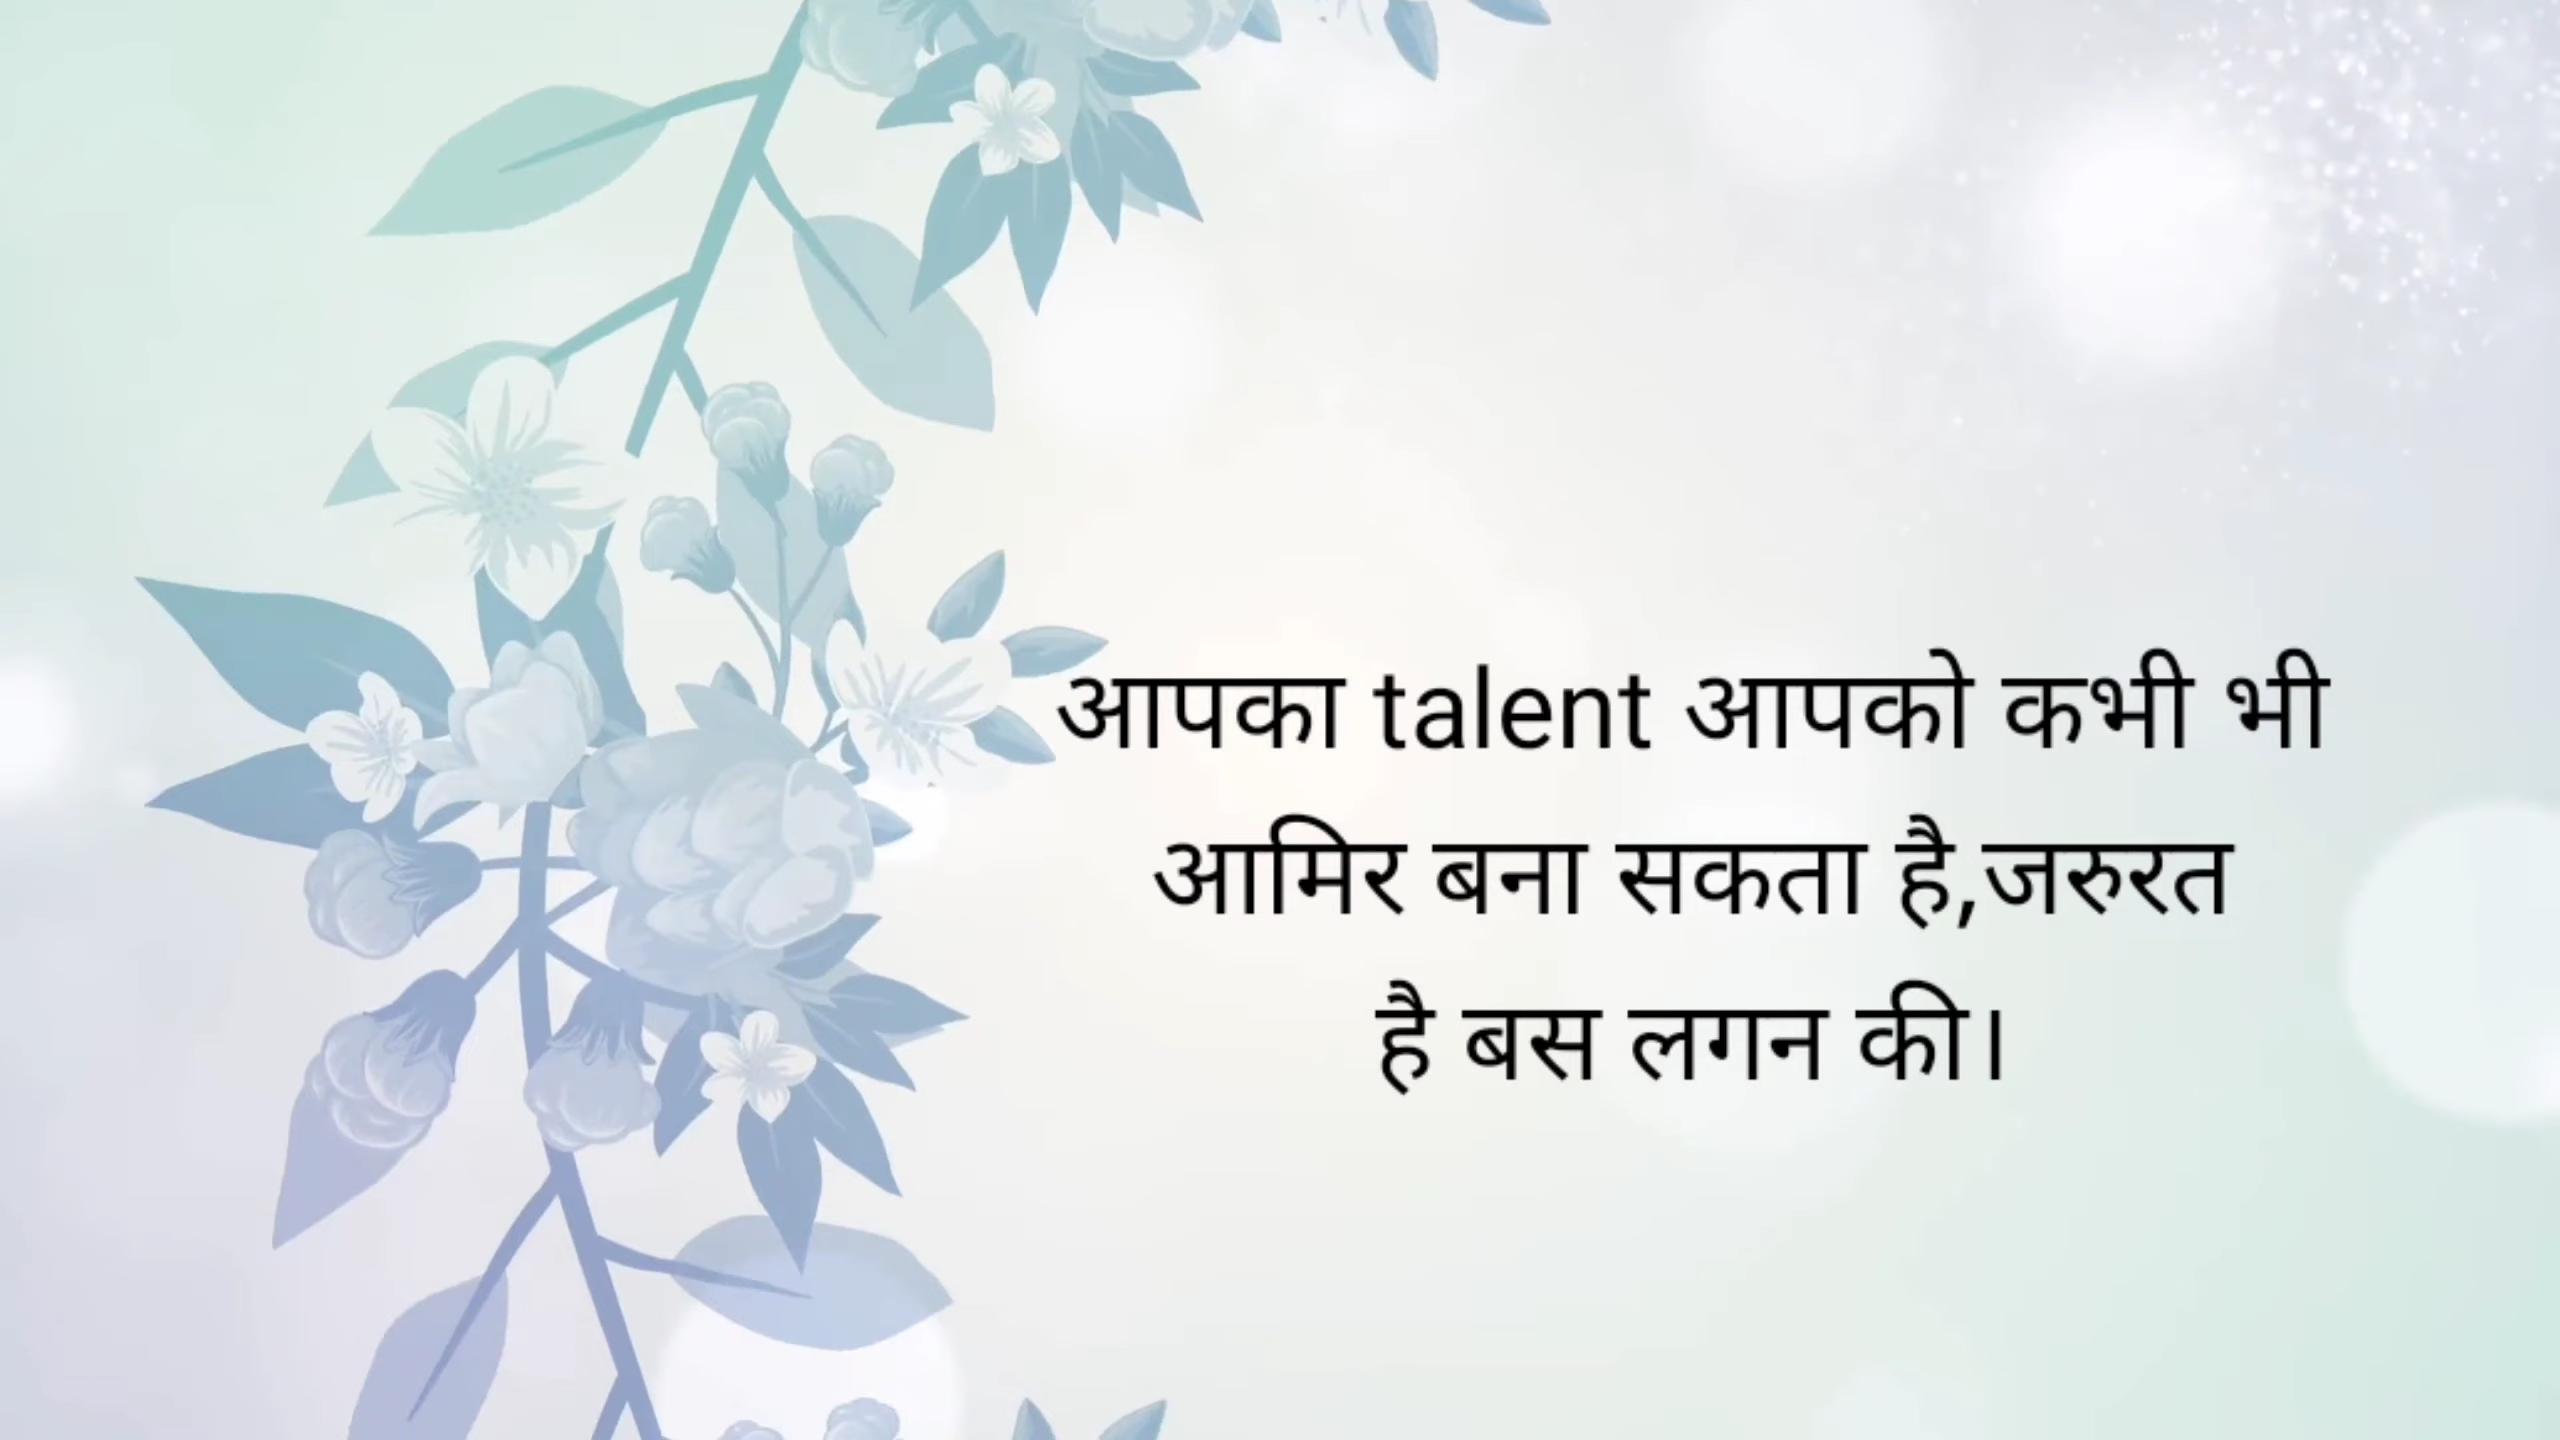 आपका talent आपको कभी भी
आमिर बना सकता है,जरुरत
है बस लगन की।